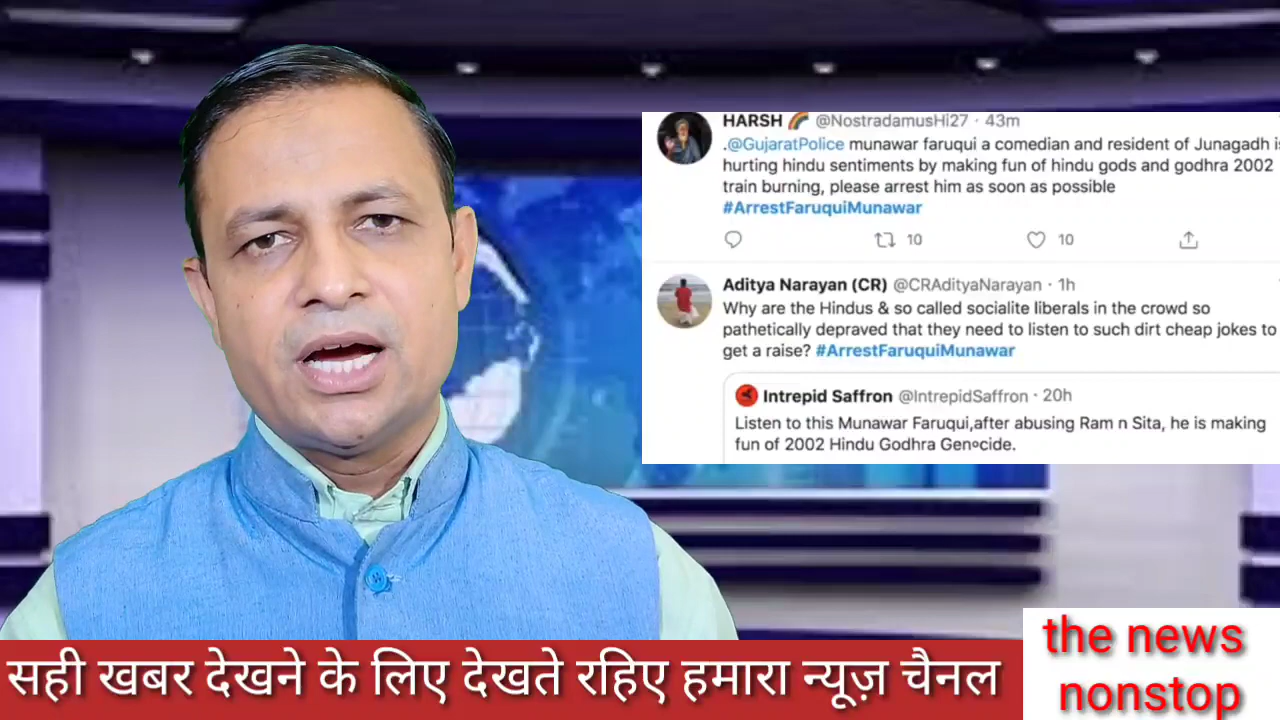 HARSH 🌈 @NostradamusHi27 · 43m
.@GujaratPolice munawar faruqui a comedian and resident of Junagadh is
hurting hindu sentiments by making fun of hindu gods and godhra 2002
train burning, please arrest him as soon as possible
#ArrestFaruquiMunawar
10 10
Aditya Narayan (CR) @CRAdityaNarayan · 1h
Why are the Hindus & so called socialite liberals in the crowd so
pathetically depraved that they need to listen to such dirt cheap jokes to
get a raise? #ArrestFaruquiMunawar
Intrepid Saffron @IntrepidSaffron · 20h
Listen to this Munawar Faruqui,after abusing Ram n Sita, he is making
fun of 2002 Hindu Godhra Genocide.
सही खबर देखने के लिए देखते रहिए हमारा न्यूज़ चैनल
the news
nonstop